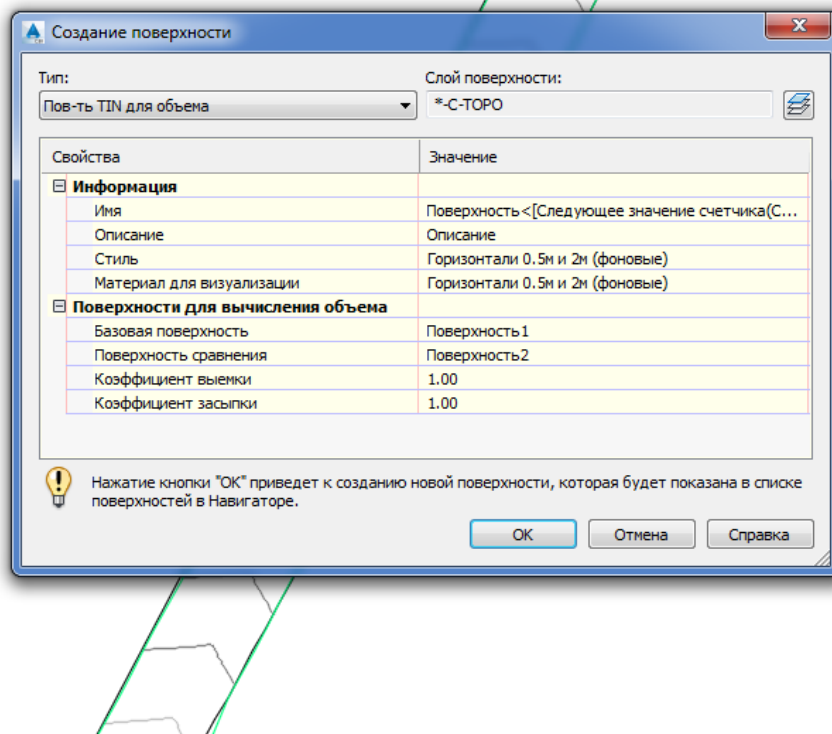 Создание поверхности
Тип:
Слой поверхности:
Пов-ть TIN для объема
*-C-TOPO
Свойства
Значение
Информация
Имя
Поверхность<[Следующее значение счетчика(С...
Описание
Описание
Стиль
Горизонтали 0.5м и 2м (фоновые)
Материал для визуализации
Горизонтали 0.5м и 2м (фоновые)
Поверхности для вычисления объема
Базовая поверхность
Поверхность1
Поверхность сравнения
Поверхность2
Коэффициент выемки
1.00
Коэффициент засыпки
1.00
Нажатие кнопки "ОК" приведет к созданию новой поверхности, которая будет показана в списке
поверхностей в Навигаторе.
ОК
Отмена
Справка